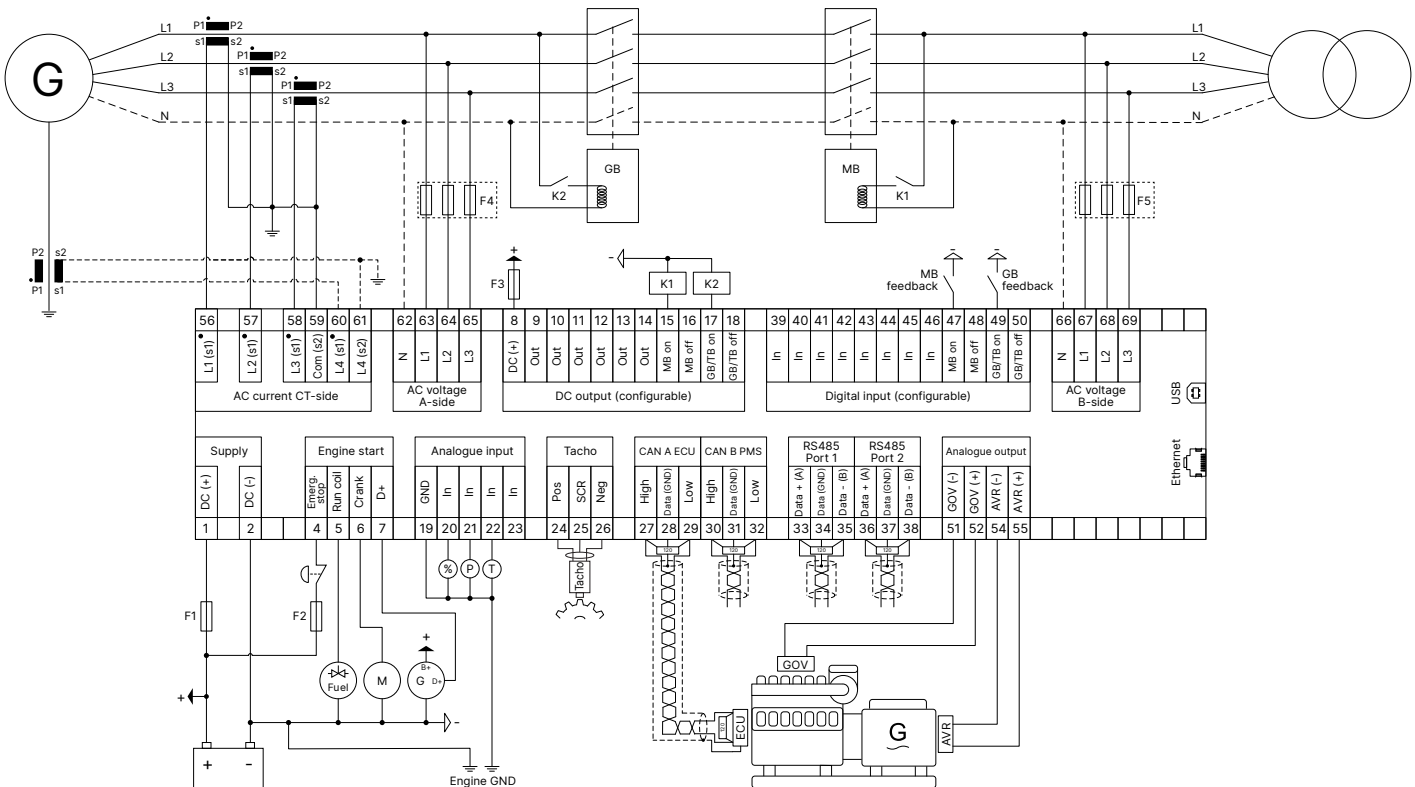 P1 P2
s1 s2
L1
P1 P2
s1 s2
L2
P1 P2
s1 s2
L3
N
G
L1
L2
L3
N
GB
K2
MB
K1
F4
F5
P2 s2
P1 s1
+
F3
-
K1 K2
-
MB feedback
-
GB feedback
56 57 58 59 60 61 62 63 64 65 8 9 10 11 12 13 14 15 16 17 18 39 40 41 42 43 44 45 46 47 48 49 50 66 67 68 69
L1 (s1) L2 (s1) L3 (s1) Com (s2) L4 (s1) L4 (s2) N L1 L2 L3 DC (+) Out Out Out Out Out Out MB on MB off GB/TB on GB/TB off In In In In In In In In MB on MB off GB/TB on GB/TB off N L1 L2 L3
AC current CT-side
AC voltage
A-side
DC output (configurable)
Digital input (configurable)
AC voltage
B-side
USB
Ethernet
Supply
Engine start
Analogue input
Tacho
CAN A ECU
CAN B PMS
RS485
Port 1
RS485
Port 2
Analogue output
DC (+) DC (-) Emerg. stop Run coil Crank D+ GND In In In In Pos SCR Neg High Data (GND) Low High Data (GND) Low Data + (A) Data (GND) Data - (B) Data + (A) Data (GND) Data - (B) GOV (-) GOV (+) AVR (-) AVR (+)
1 2 4 5 6 7 19 20 21 22 23 24 25 26 27 28 29 30 31 32 33 34 35 36 37 38 51 52 54 55
120 120 120 120
% P T
Tacho
F1
F2
+
Fuel
M
+
B+
G D+
-
+
+ -
Engine GND
120
ECU
GOV
G
AVR